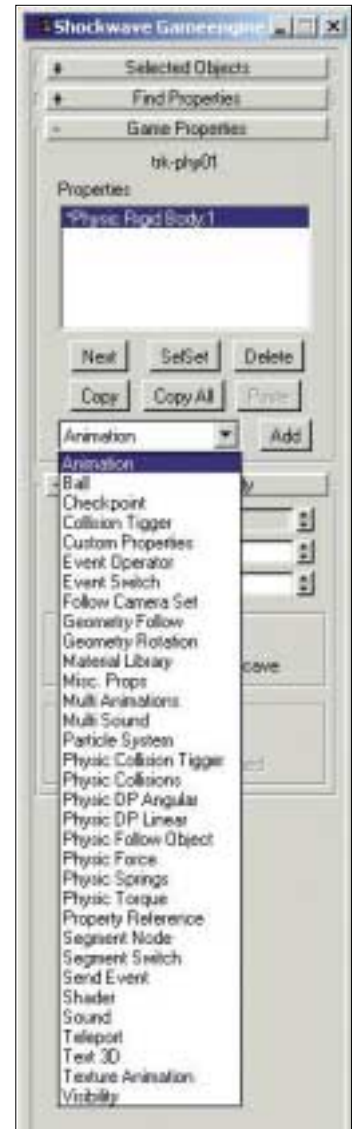 Shockwave Gameengine
+ Selected Objects
+ Find Properties
- Game Properties
trk-phy01
Properties
*Physic Rigid Body:1
Next SelSet Delete
Copy Copy All Paste
Animation Add
Animation
Ball
Checkpoint
Collision Tigger
Custom Properties
Event Operator
Event Switch
Follow Camera Set
Geometry Follow
Geometry Rotation
Material Library
Misc. Props
Multi Animations
Multi Sound
Particle System
Physic Collision Tigger
Physic Collisions
Physic DP Angular
Physic DP Linear
Physic Follow Object
Physic Force
Physic Springs
Physic Torque
Property Reference
Segment Node
Segment Switch
Send Event
Shader
Sound
Teleport
Text 3D
Texture Animation
Visibility